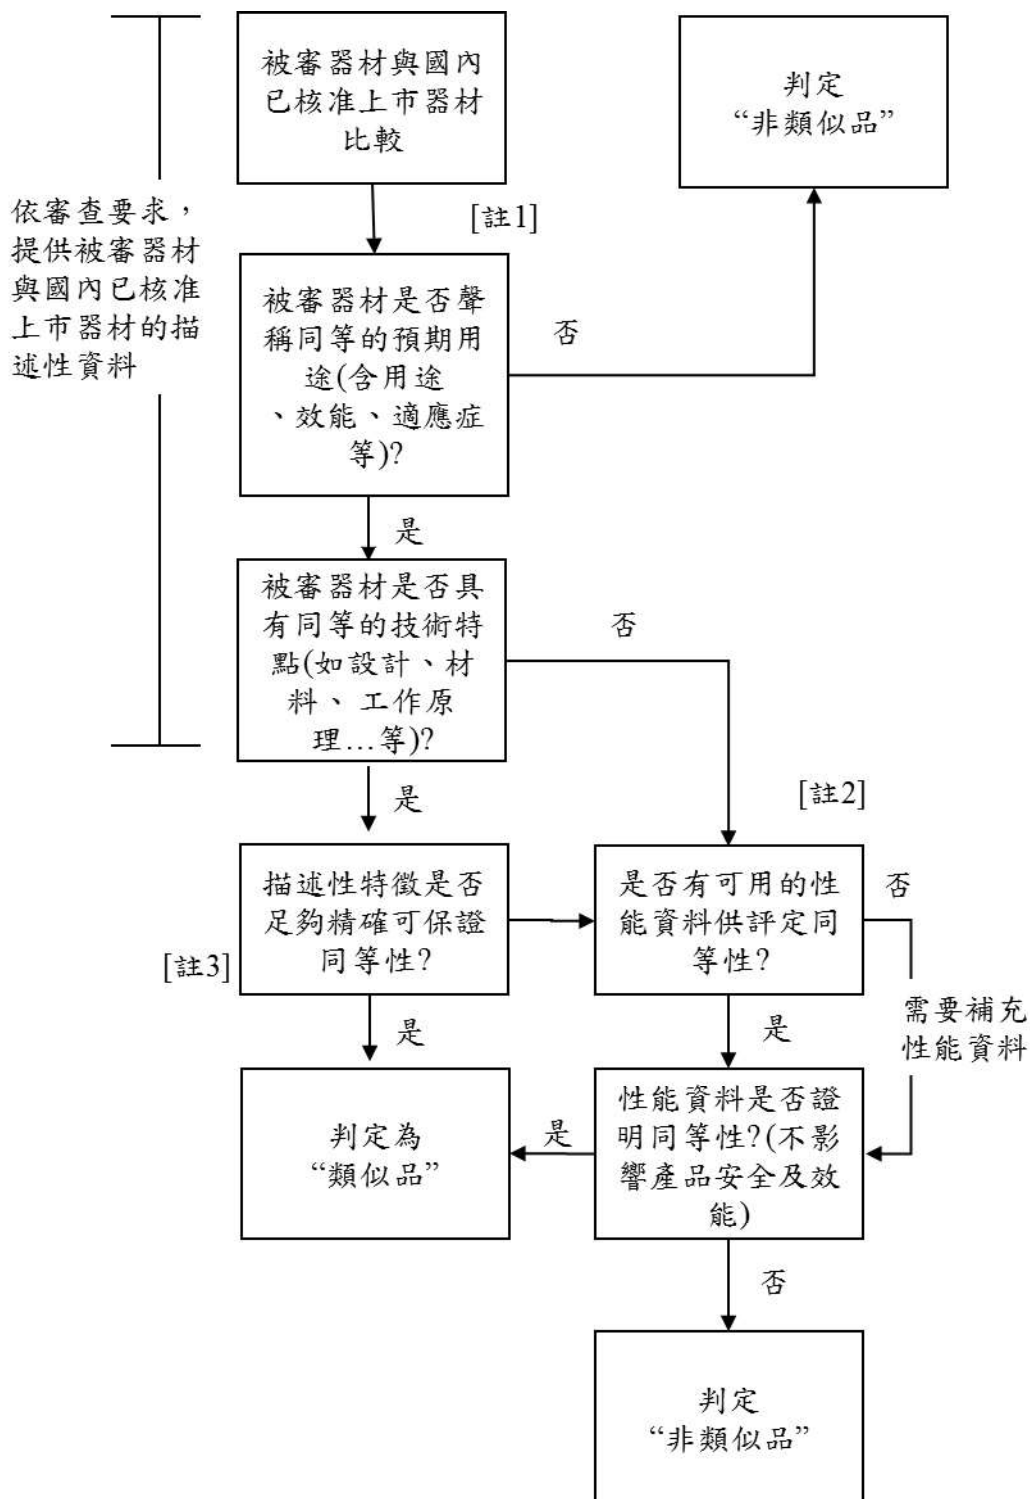 被審器材與國內
已核准上市器材
比較
判定
“非類似品”
依審查要求，
提供被審器材
與國內已核准
上市器材的描
述性資料
[註1]
被審器材是否聲
稱同等的預期用
途(含用途
、效能、適應症
等)?
否
是
被審器材是否具
有同等的技術特
點(如設計、材
料、工作原
理…等)?
否
是
[註2]
描述性特徵是否
足夠精確可保證
同等性?
是否有可用的性
能資料供評定同
等性?
否
[註3]
需要補充
性能資料
是
是
判定為
“類似品”
是
性能資料是否證
明同等性?(不影
響產品安全及效
能)
否
判定
“非類似品”